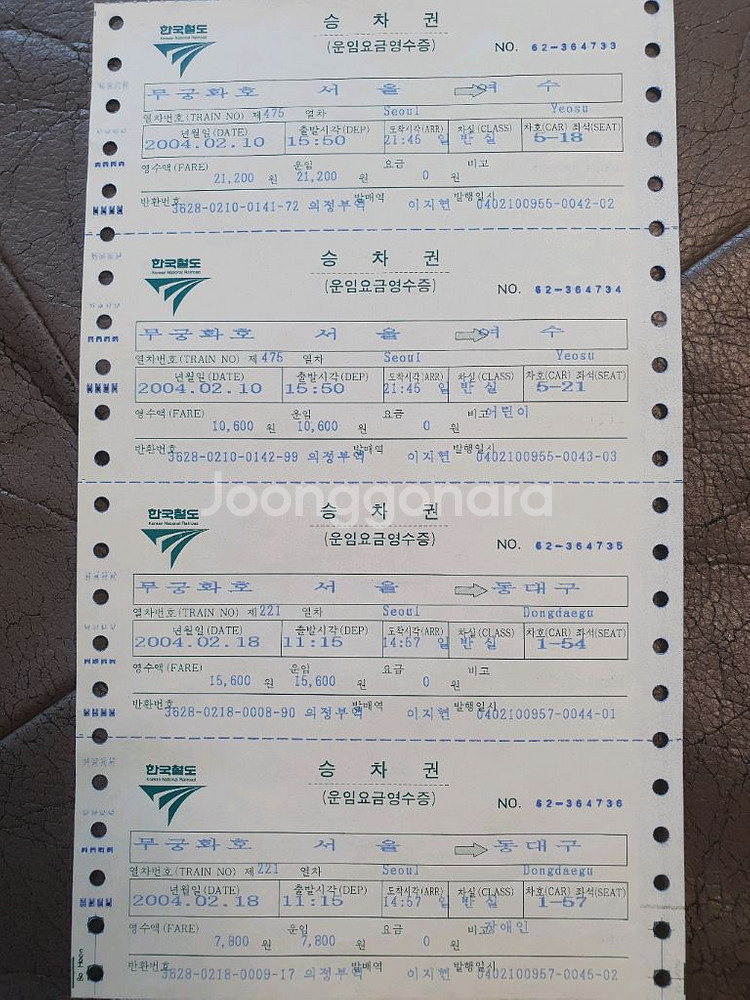 승 차 권
한국철도
Korean National Railroad
(운임요금영수증)
NO. 62-364733
무궁화호 서 울 여 수
열차번호(TRAIN NO) 제475 열차 Seoul Yeosu
년월일(DATE) 출발시각(DEP) 도착시각(ARR) 차실(CLASS) 차호(CAR) 좌석(SEAT)
2004.02.10 15:50 21:45 일 반 실 5-18
영수액(FARE) 운임 요금 비고
21,200 원 21,200 원 0 원
반환번호 발매역 발행일시
3628-0210-0141-72 의정부역 이지현 0402100955-0042-02
승 차 권
한국철도
Korean National Railroad
(운임요금영수증)
NO. 62-364734
무궁화호 서 울 여 수
열차번호(TRAIN NO) 제475 열차 Seoul Yeosu
년월일(DATE) 출발시각(DEP) 도착시각(ARR) 차실(CLASS) 차호(CAR) 좌석(SEAT)
2004.02.10 15:50 21:45 일 반 실 5-21
영수액(FARE) 운임 요금 비고 어린이
10,600 원 10,600 원 0 원
반환번호 발매역 발행일시
3628-0210-0142-99 의정부역 이지현 0402100955-0043-03
Joonggonara
승 차 권
한국철도
Korean National Railroad
(운임요금영수증)
NO. 62-364735
무궁화호 서 울 동대구
열차번호(TRAIN NO) 제221 열차 Seoul Dongdaegu
년월일(DATE) 출발시각(DEP) 도착시각(ARR) 차실(CLASS) 차호(CAR) 좌석(SEAT)
2004.02.18 11:15 14:57 일 반 실 1-54
영수액(FARE) 운임 요금 비고
15,600 원 15,600 원 0 원
반환번호 발매역 발행일시
3628-0218-0008-90 의정부역 이지현 0402100957-0044-01
승 차 권
한국철도
Korean National Railroad
(운임요금영수증)
NO. 62-364736
무궁화호 서 울 동대구
열차번호(TRAIN NO) 제221 열차 Seoul Dongdaegu
년월일(DATE) 출발시각(DEP) 도착시각(ARR) 차실(CLASS) 차호(CAR) 좌석(SEAT)
2004.02.18 11:15 14:57 일 반 실 1-57
영수액(FARE) 운임 요금 비고 장애인
7,800 원 7,800 원 0 원
반환번호 발매역 발행일시
3628-0218-0009-17 의정부역 이지현 0402100957-0045-02